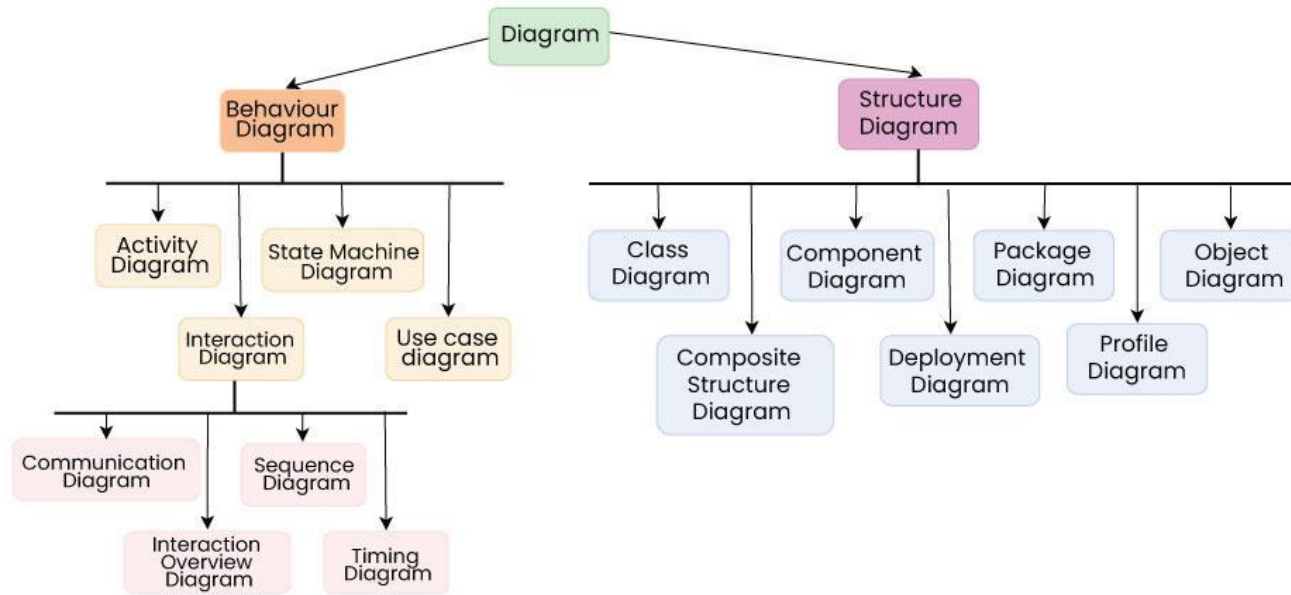 Diagram
Behaviour
Diagram
Structure
Diagram
Activity
Diagram
State Machine
Diagram
Class
Diagram
Component
Diagram
Package
Diagram
Object
Diagram
Interaction
Diagram
Use case
diagram
Composite
Structure
Diagram
Deployment
Diagram
Profile
Diagram
Communication
Diagram
Sequence
Diagram
Interaction
Overview
Diagram
Timing
Diagram